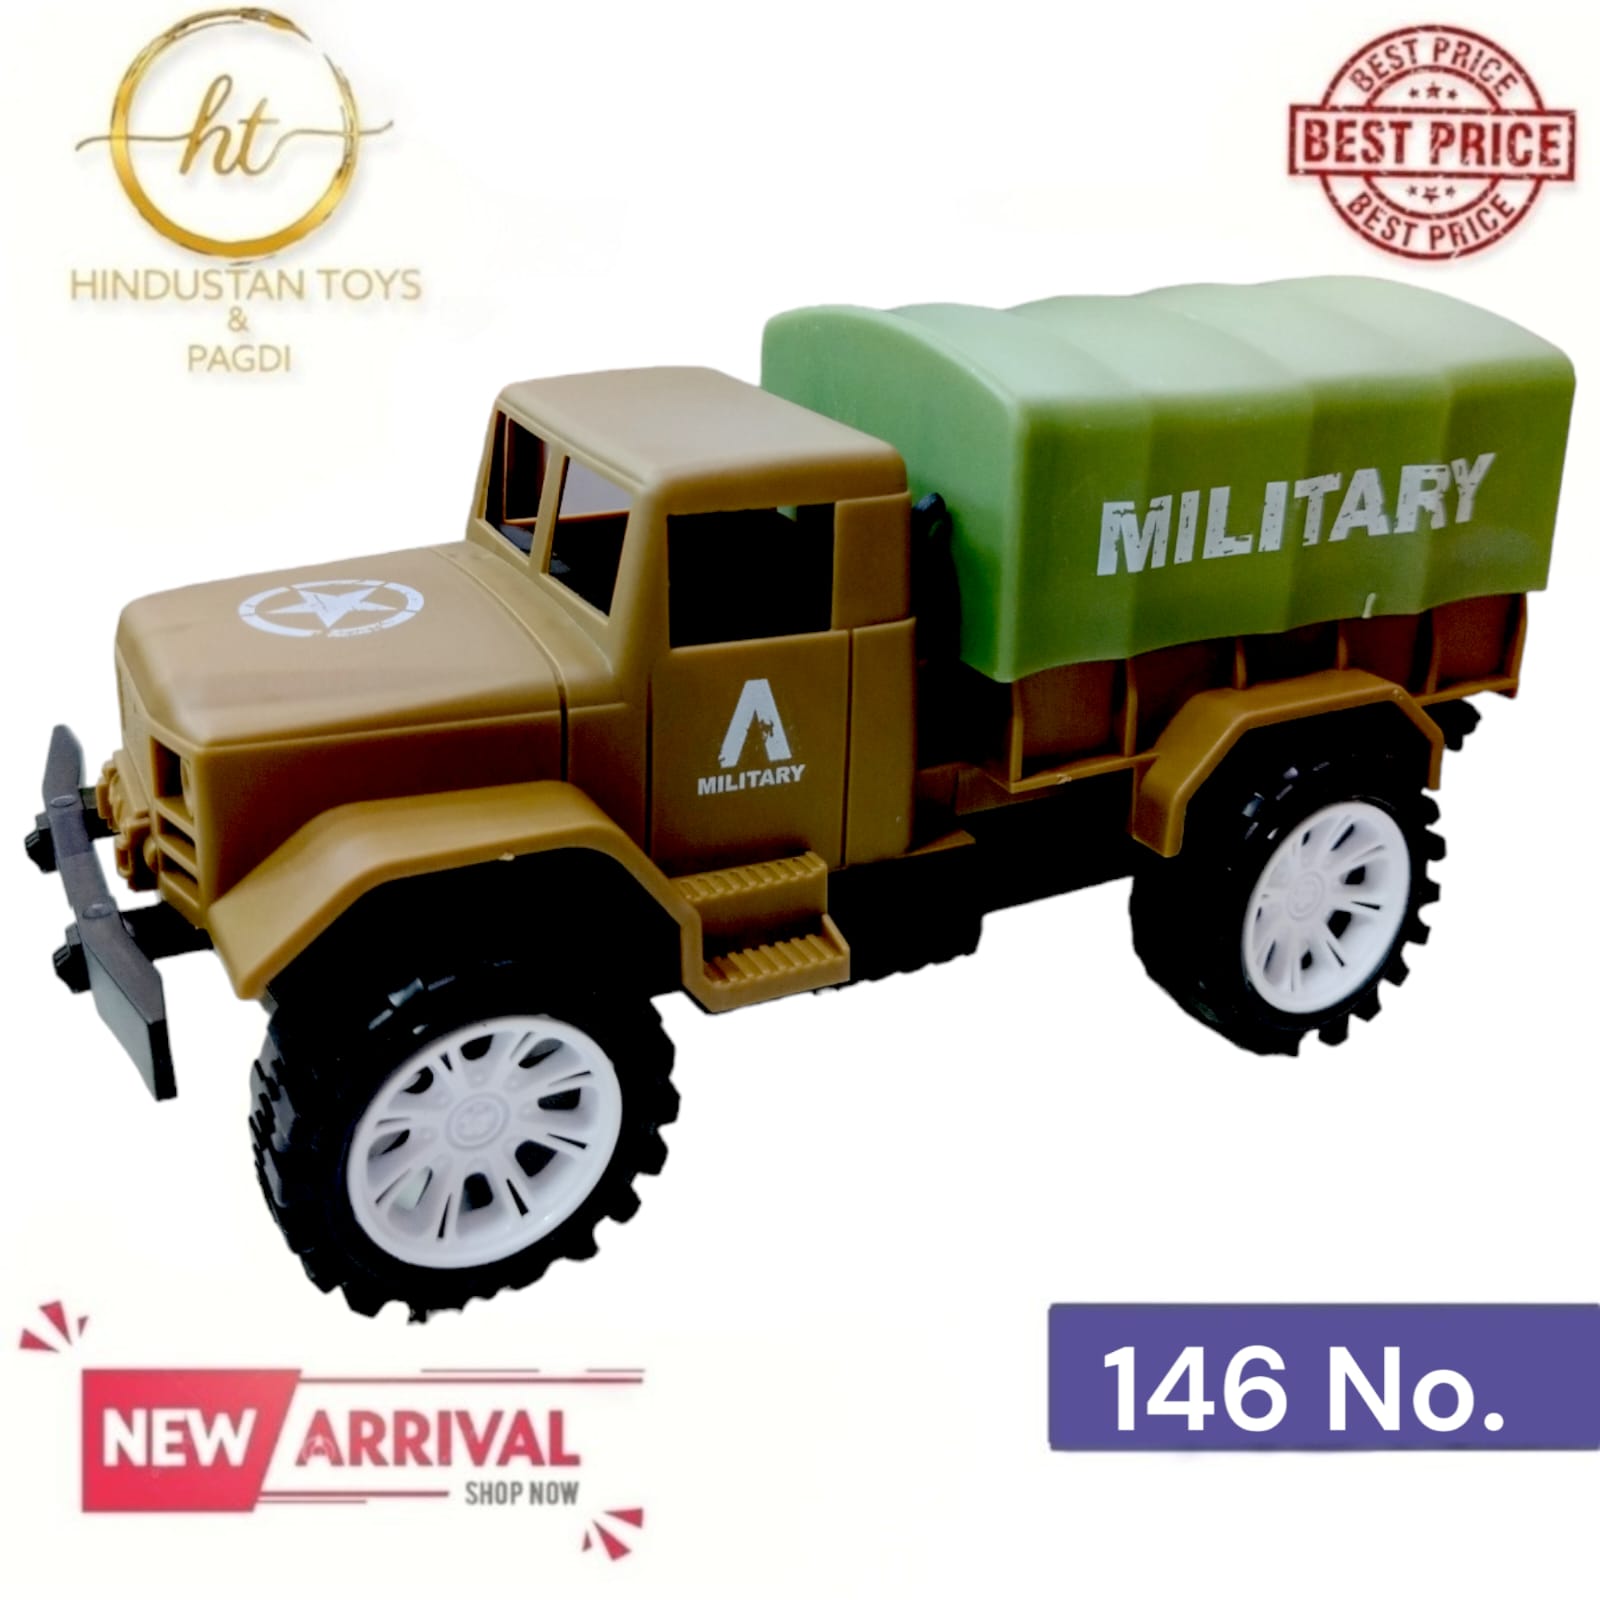 ht
HINDUSTAN TOYS
&
PAGDI
BEST PRICE
BEST PRICE
BEST PRICE
MILITARY
A
MILITARY
NEW ARRIVAL
SHOP NOW
146 No.